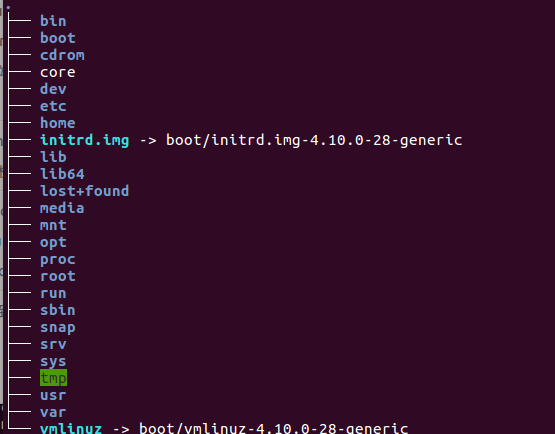 .
├── bin
├── boot
├── cdrom
├── core
├── dev
├── etc
├── home
├── initrd.img -> boot/initrd.img-4.10.0-28-generic
├── lib
├── lib64
├── lost+found
├── media
├── mnt
├── opt
├── proc
├── root
├── run
├── sbin
├── snap
├── srv
├── sys
├── tmp
├── usr
├── var
└── vmlinuz -> boot/vmlinuz-4.10.0-28-generic